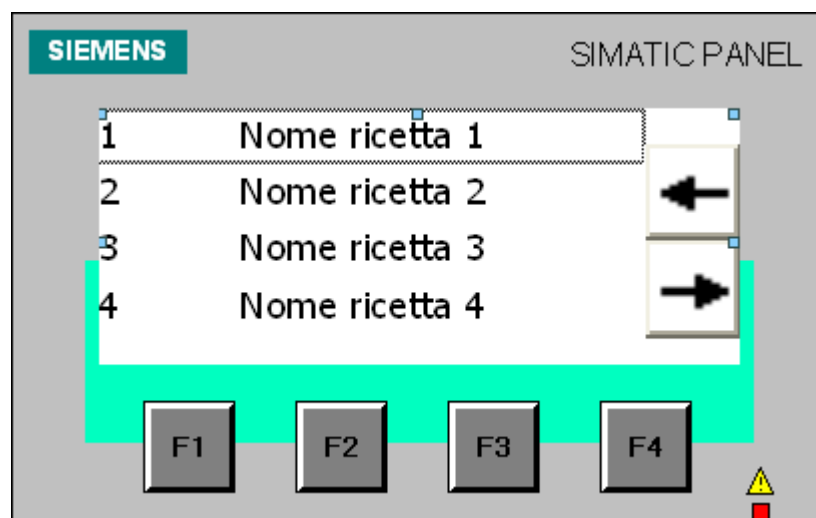 SIEMENS
SIMATIC PANEL
1 Nome ricetta 1
2 Nome ricetta 2
3 Nome ricetta 3
4 Nome ricetta 4
F1 F2 F3 F4